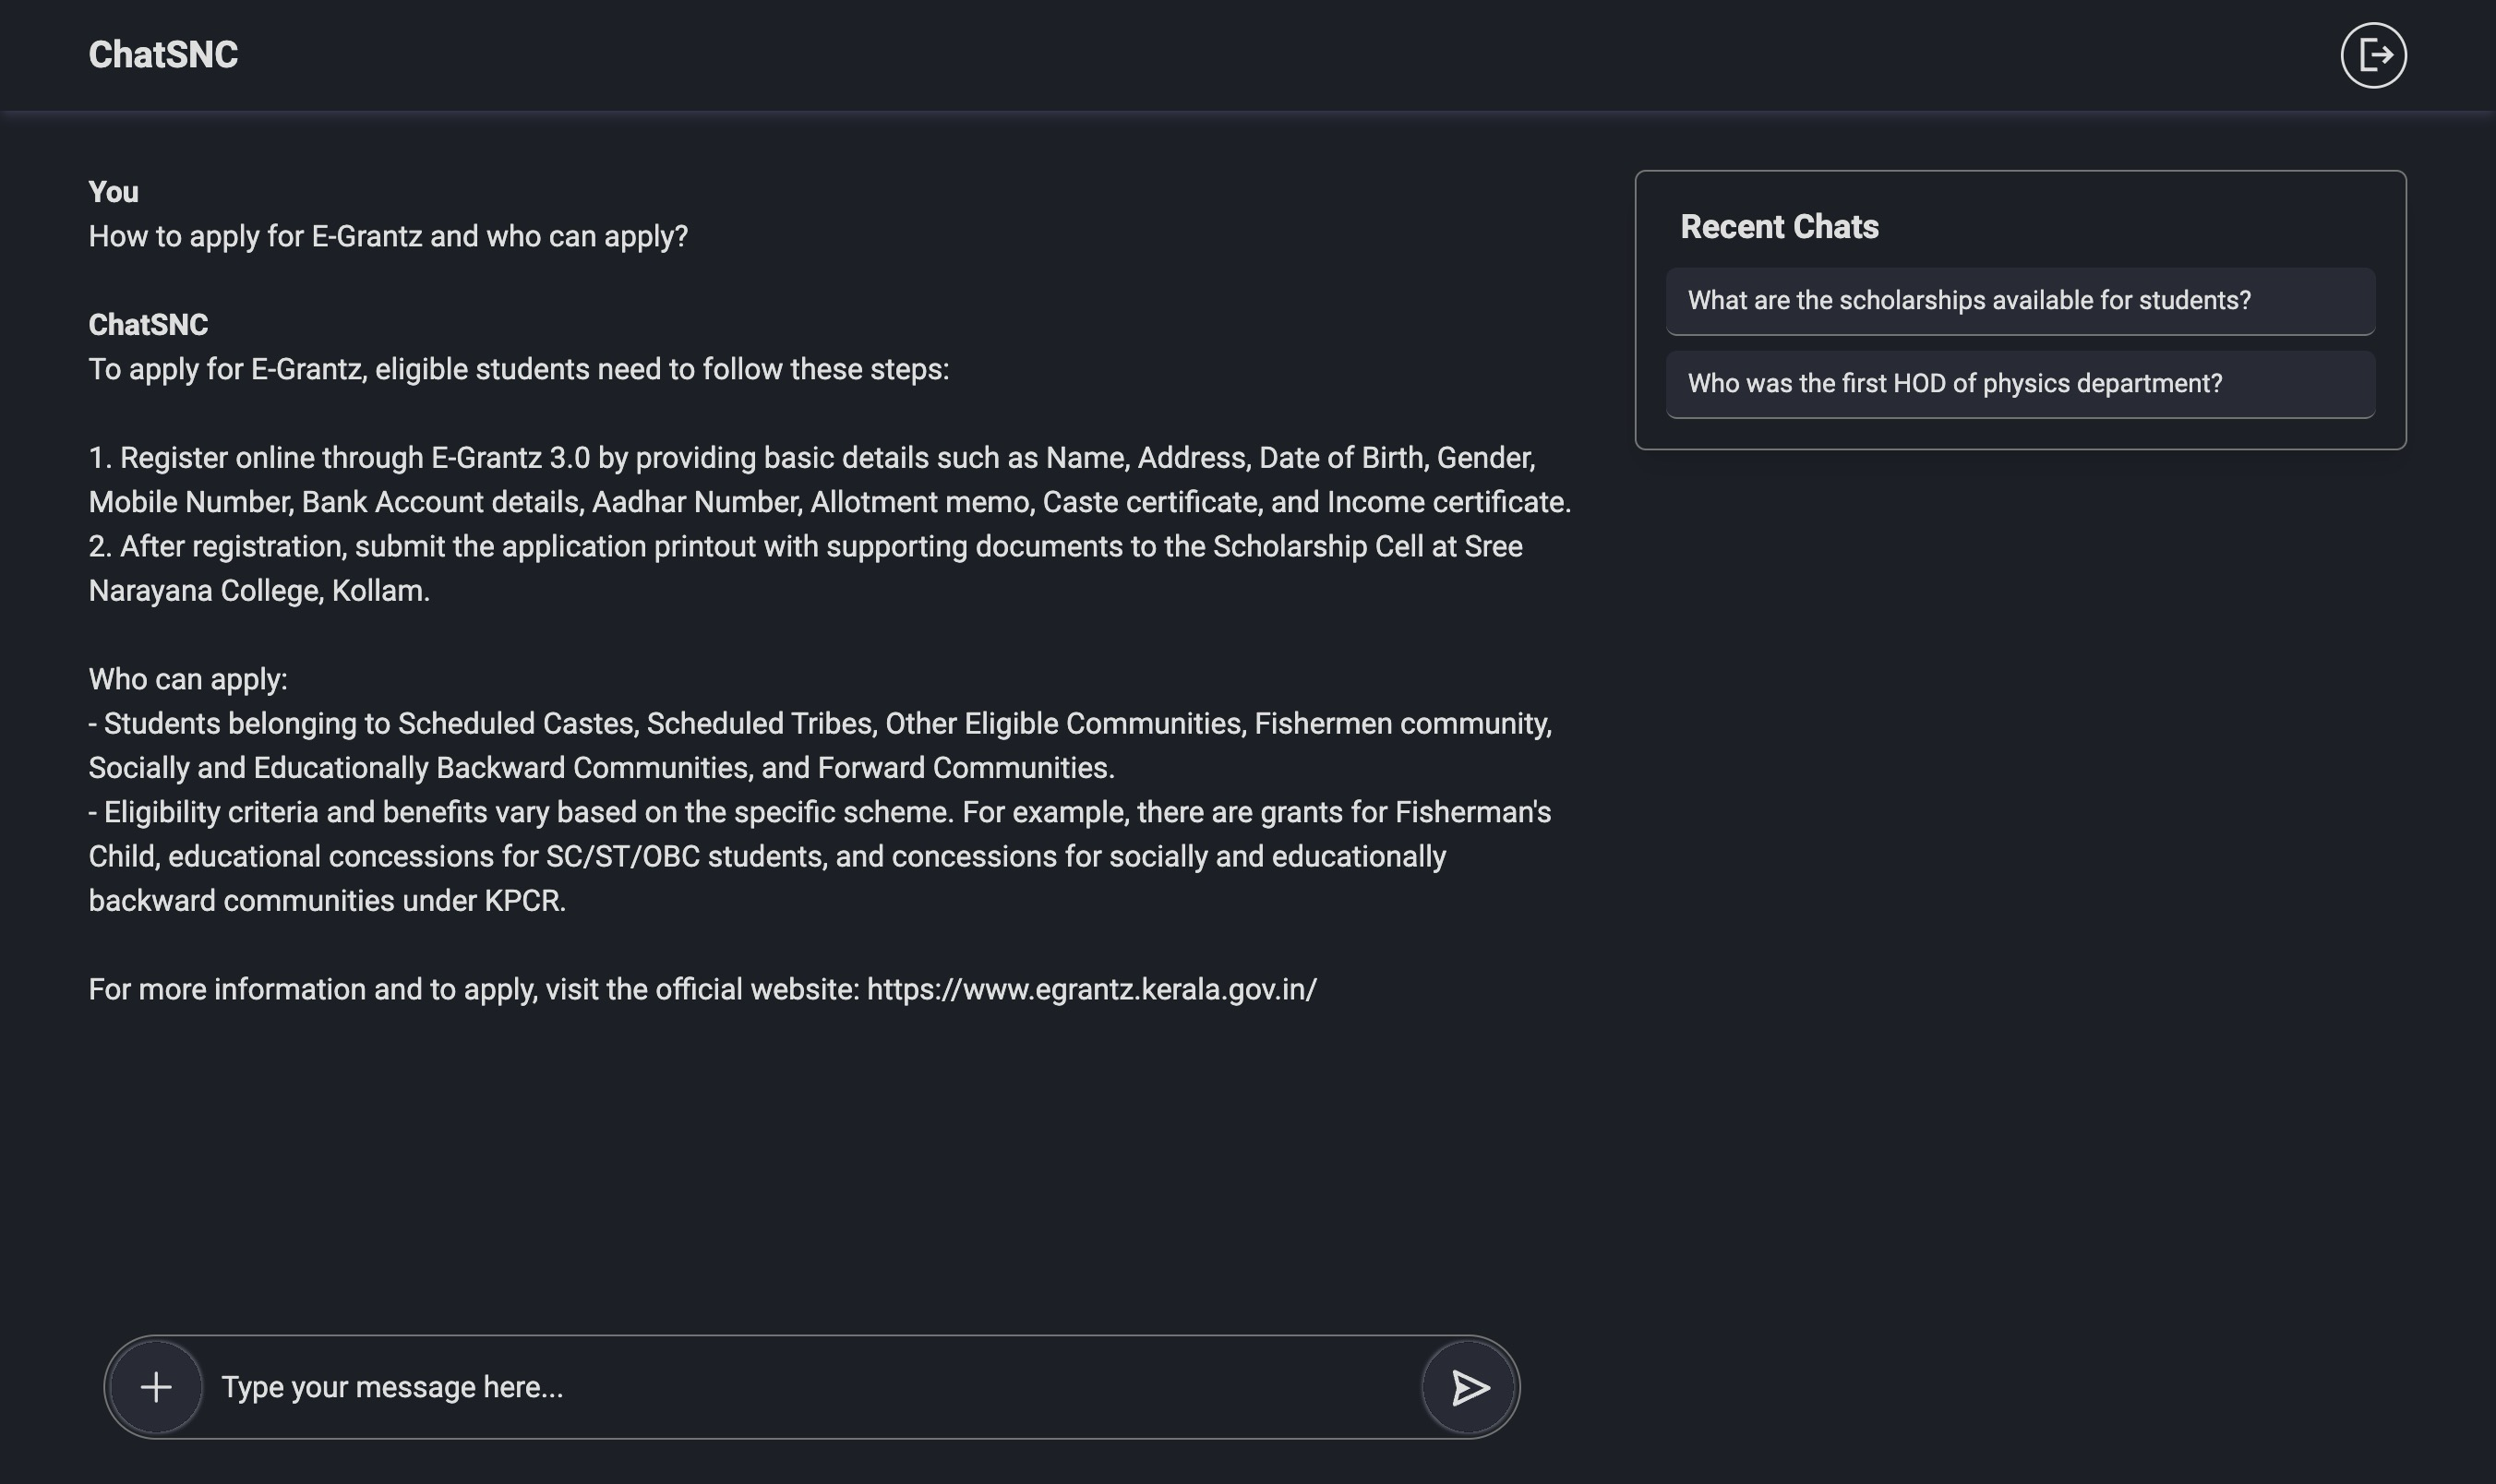 ChatSNC
You
How to apply for E-Grantz and who can apply?
ChatSNC
To apply for E-Grantz, eligible students need to follow these steps:
1. Register online through E-Grantz 3.0 by providing basic details such as Name, Address, Date of Birth, Gender,
Mobile Number, Bank Account details, Aadhar Number, Allotment memo, Caste certificate, and Income certificate.
2. After registration, submit the application printout with supporting documents to the Scholarship Cell at Sree
Narayana College, Kollam.
Who can apply:
- Students belonging to Scheduled Castes, Scheduled Tribes, Other Eligible Communities, Fishermen community,
Socially and Educationally Backward Communities, and Forward Communities.
- Eligibility criteria and benefits vary based on the specific scheme. For example, there are grants for Fisherman's
Child, educational concessions for SC/ST/OBC students, and concessions for socially and educationally
backward communities under KPCR.
For more information and to apply, visit the official website: https://www.egrantz.kerala.gov.in/
Type your message here...
Recent Chats
What are the scholarships available for students?
Who was the first HOD of physics department?